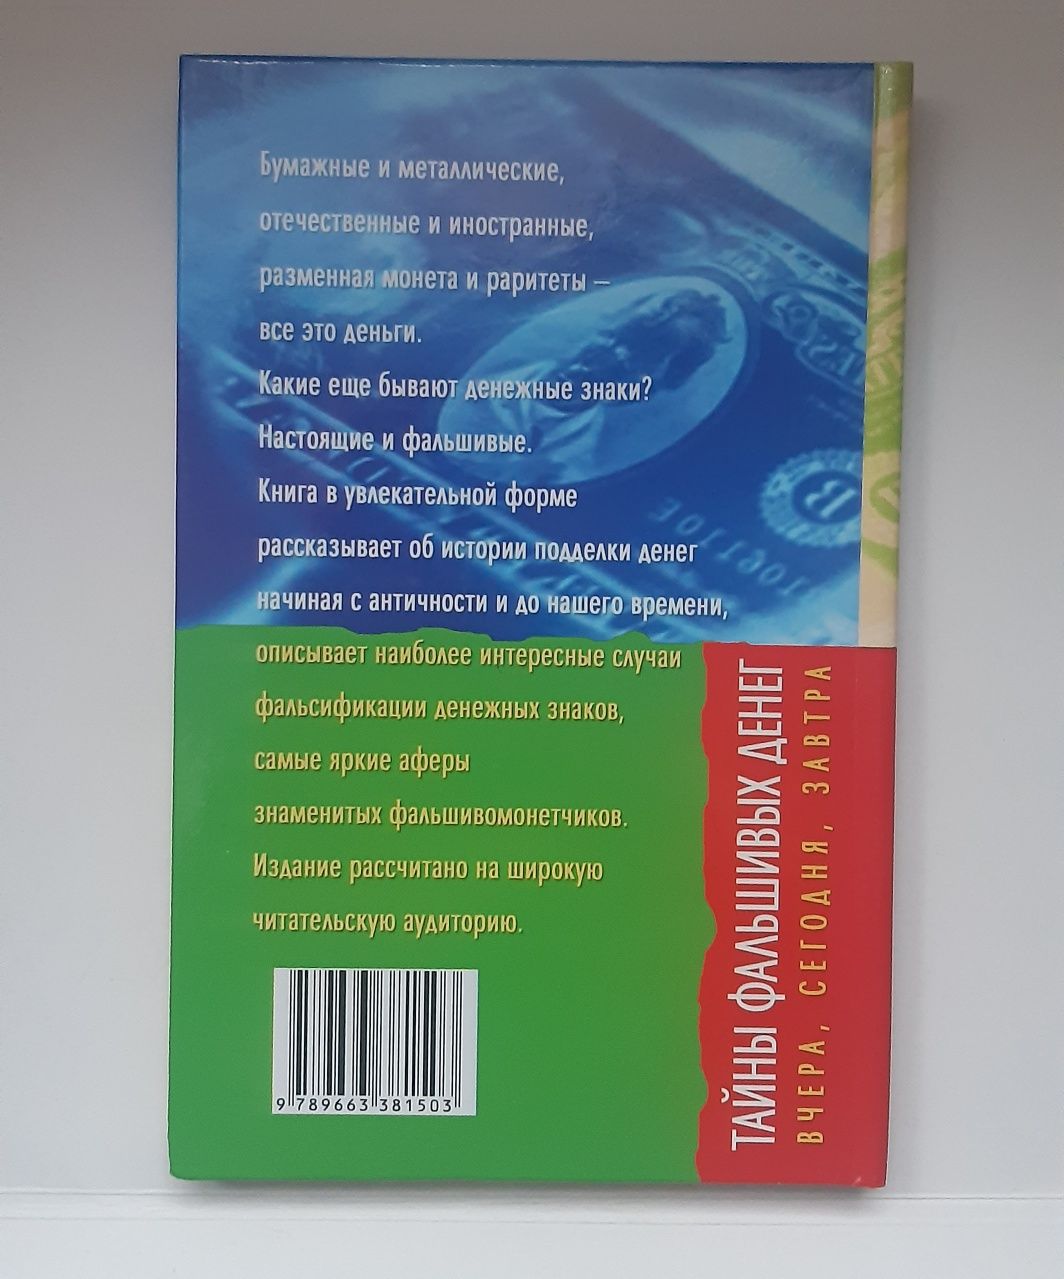 Бумажные и металлические,
отечественные и иностранные,
разменная монета и раритеты –
все это деньги.
Какие еще бывают денежные знаки?
Настоящие и фальшивые.
Книга в увлекательной форме
рассказывает об истории подделки денег
начиная с античности и до нашего времени,
описывает наиболее интересные случаи
фальсификации денежных знаков,
самые яркие аферы
знаменитых фальшивомонетчиков.
Издание рассчитано на широкую
читательскую аудиторию.
9 789663 381503
ТАЙНЫ ФАЛЬШИВЫХ ДЕНЕГ
ВЧЕРА, СЕГОДНЯ, ЗАВТРА